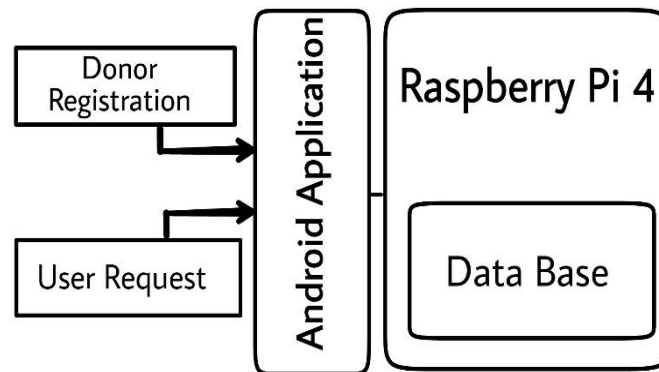 Donor
Registration
User Request
Android Application
Raspberry Pi 4
Data Base